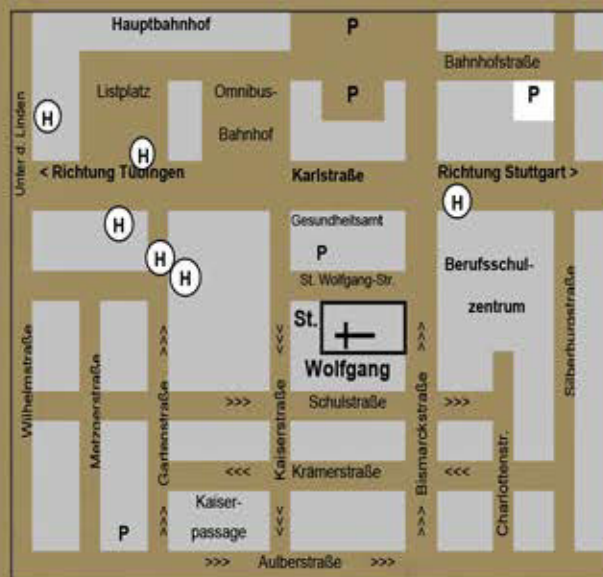 Hauptbahnhof
P
Bahnhofstraße
Listplatz
Omnibus-
Bahnhof
P
P
H
H
Unter d. Linden
< Richtung Tübingen
Karlstraße
Richtung Stuttgart >
H
H
Gesundheitsamt
P
H
H
St. Wolfgang-Str.
Berufsschul-
zentrum
St.
Wolfgang
Wilhelmstraße
Metzgerstraße
Gartenstraße
<<<
<<<
Kaiserstraße
<<<
<<<
Bismarckstraße
<<<
<<<
Charlottenstr.
Silberburgstraße
>>>
Schulstraße
>>>
<<<
Krämerstraße
<<<
Kaiser-
passage
P
>>>
Aulberstraße
>>>